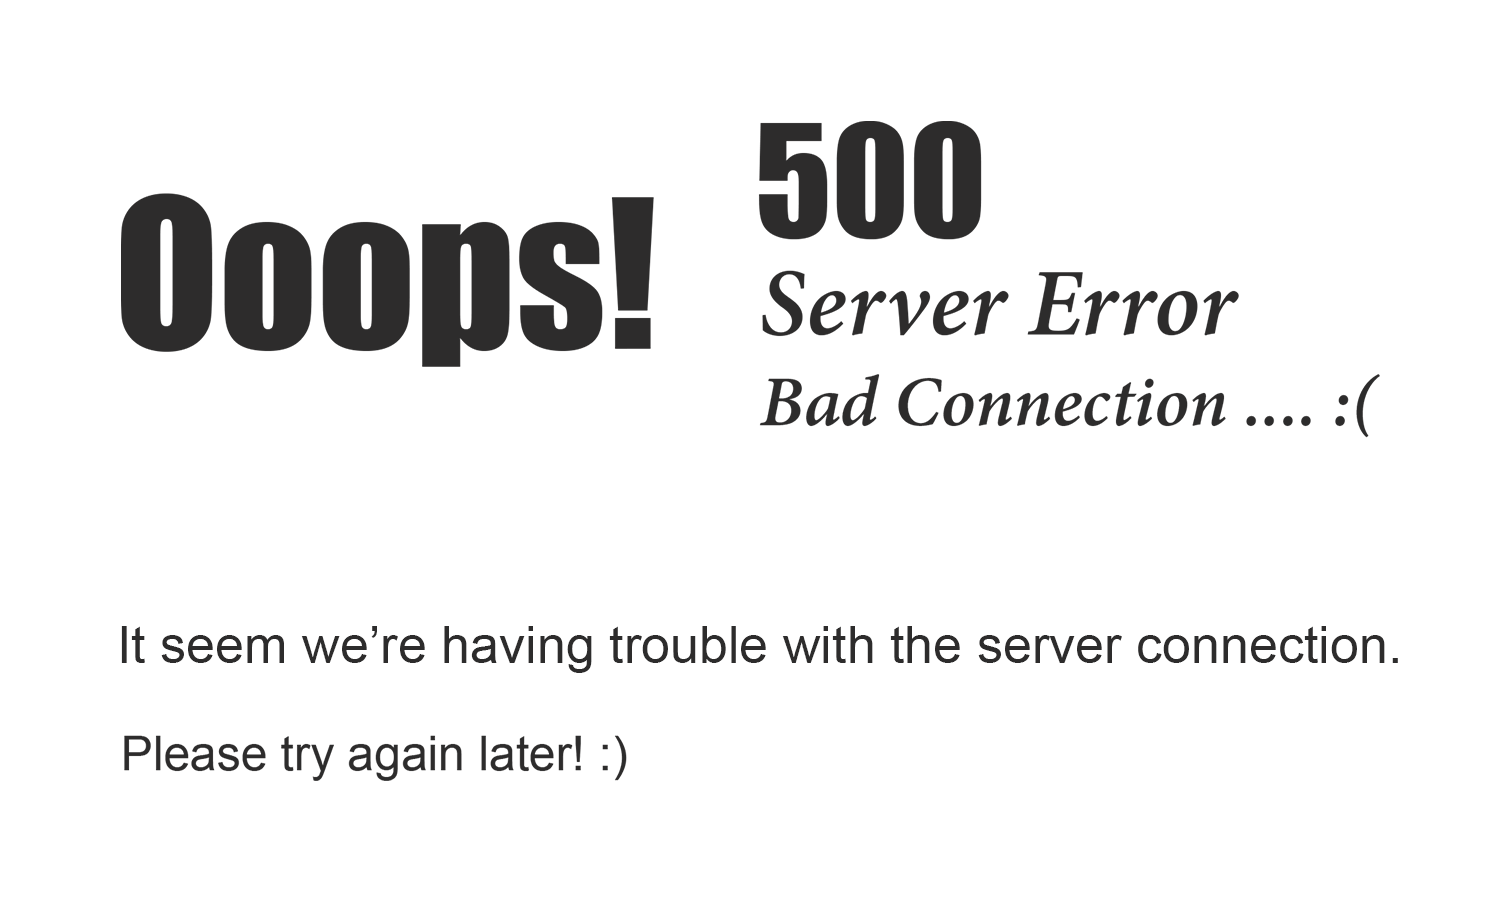 Ooops!
500
Server Error
Bad Connection .... :(
It seem we’re having trouble with the server connection.
Please try again later! :)